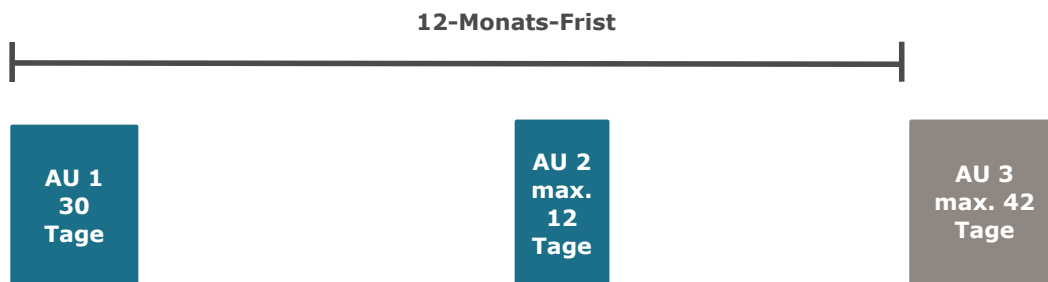 12-Monats-Frist
AU 1
30
Tage
AU 2
max.
12
Tage
AU 3
max. 42
Tage